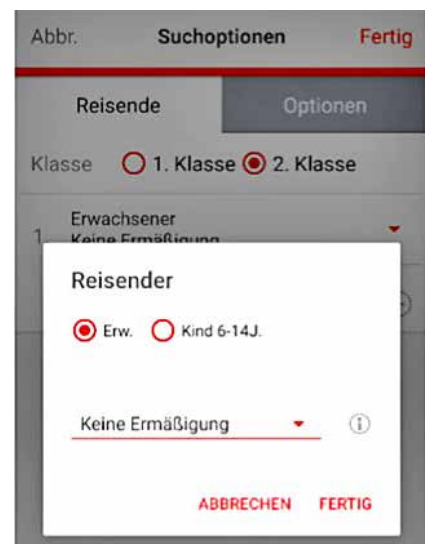 Abbr. Suchoptionen Fertig
Reisende Optionen
Klasse 1. Klasse 2. Klasse
Erwachsener
1 Keine Ermäßigung
Reisender
Erw. Kind 6-14J.
Keine Ermäßigung
ABBRECHEN FERTIG